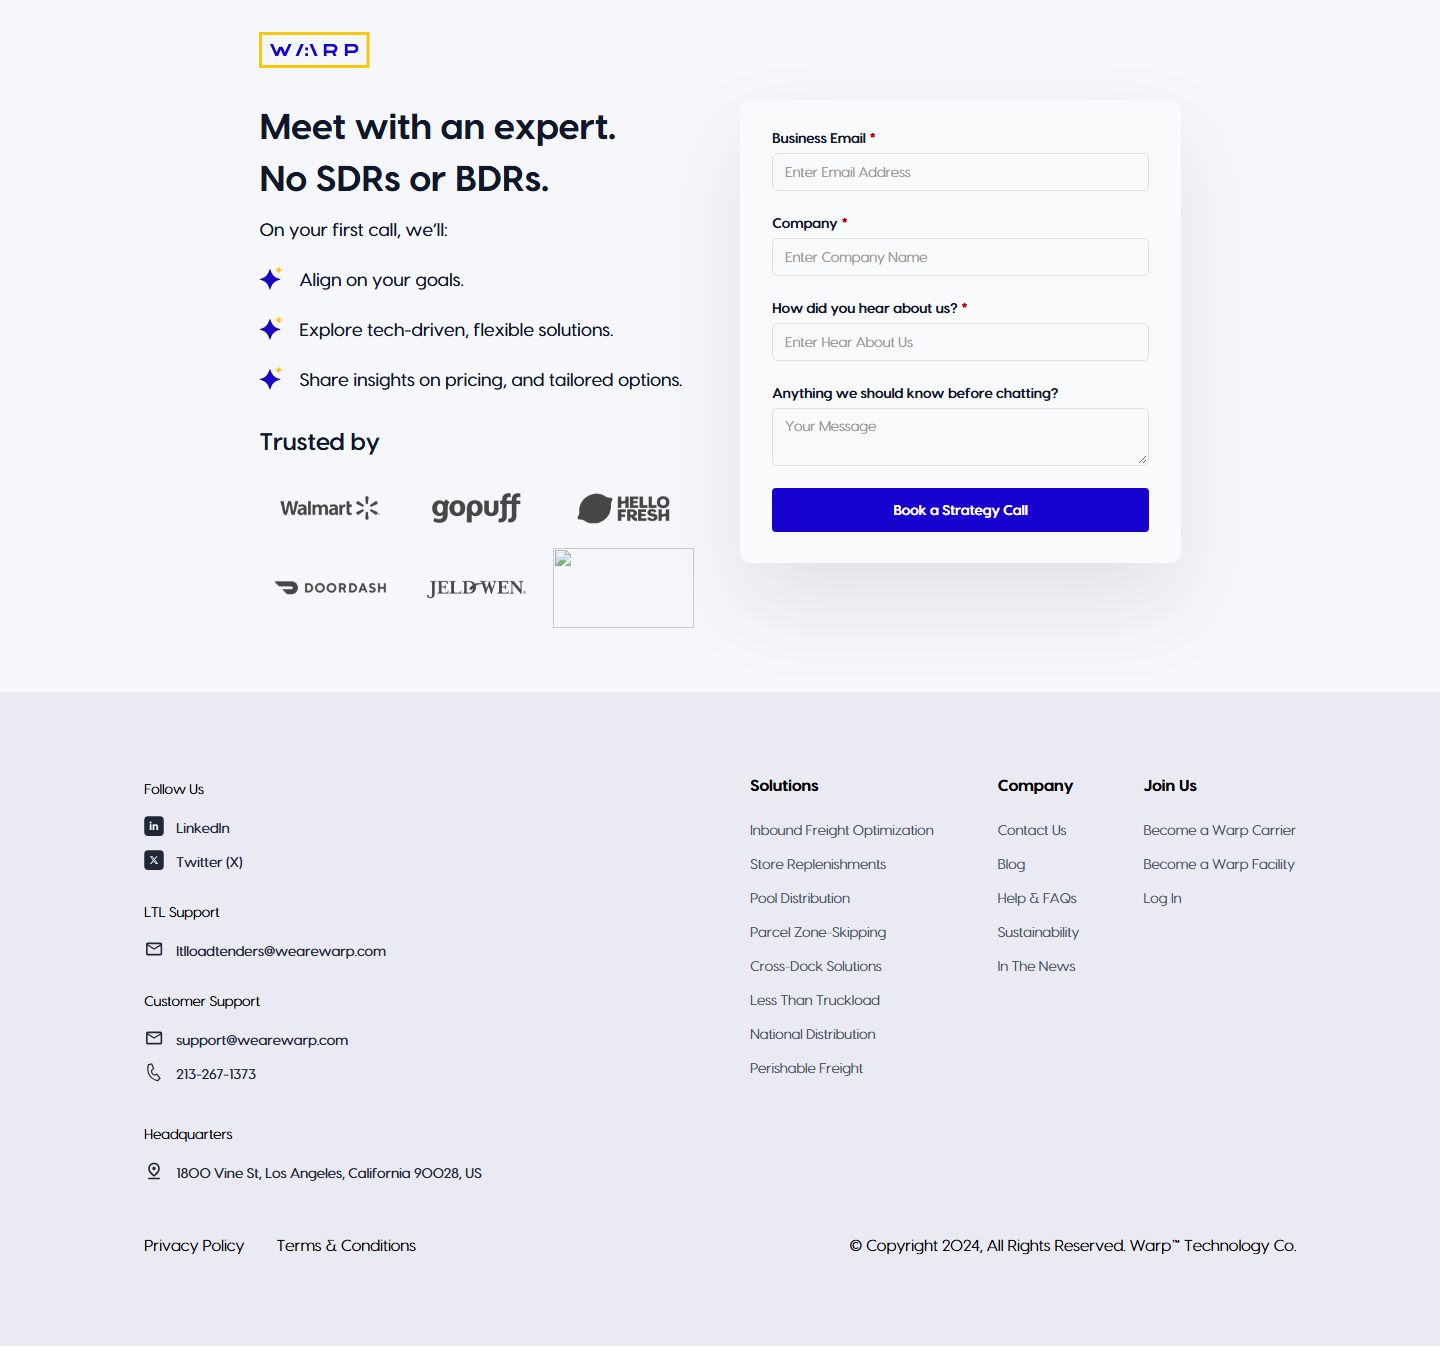 WARP
Meet with an expert.
No SDRs or BDRs.
On your first call, we’ll:
Align on your goals.
Explore tech-driven, flexible solutions.
Share insights on pricing, and tailored options.
Trusted by
Walmart
gopuff
HELLO
FRESH
DOORDASH
JELD-WEN
Business Email *
Enter Email Address
Company *
Enter Company Name
How did you hear about us? *
Enter Hear About Us
Anything we should know before chatting?
Your Message
Book a Strategy Call
Follow Us
LinkedIn
Twitter (X)
LTL Support
ltlloadtenders@wearewarp.com
Customer Support
support@wearewarp.com
213-267-1373
Headquarters
1800 Vine St, Los Angeles, California 90028, US
Solutions
Inbound Freight Optimization
Store Replenishments
Pool Distribution
Parcel Zone-Skipping
Cross-Dock Solutions
Less Than Truckload
National Distribution
Perishable Freight
Company
Contact Us
Blog
Help & FAQs
Sustainability
In The News
Join Us
Become a Warp Carrier
Become a Warp Facility
Log In
Privacy Policy
Terms & Conditions
© Copyright 2024, All Rights Reserved. Warp™ Technology Co.